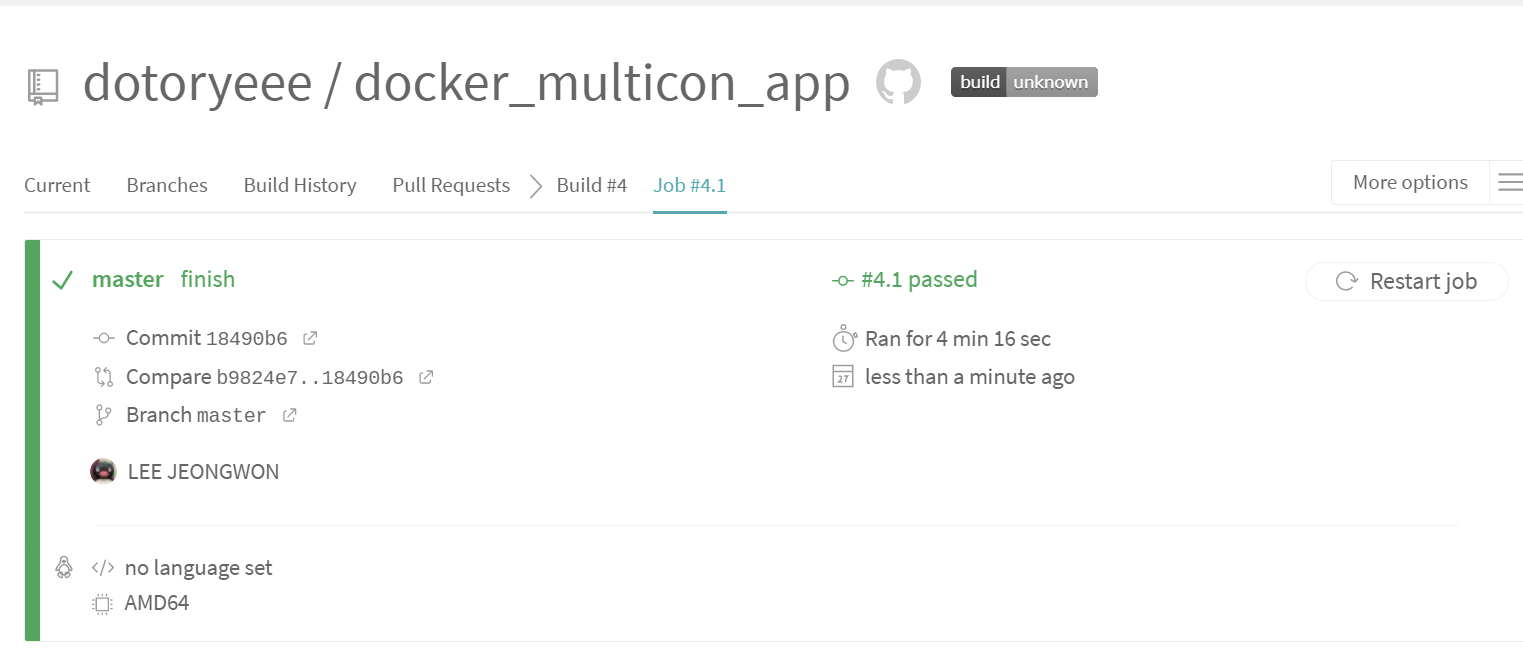 dotoryeee / docker_multicon_app build unknown
Current Branches Build History Pull Requests Build #4 Job #4.1 More options
master finish
#4.1 passed
Restart job
Commit 18490b6
Ran for 4 min 16 sec
Compare b9824e7..18490b6
27 less than a minute ago
Branch master
LEE JEONGWON
</> no language set
AMD64